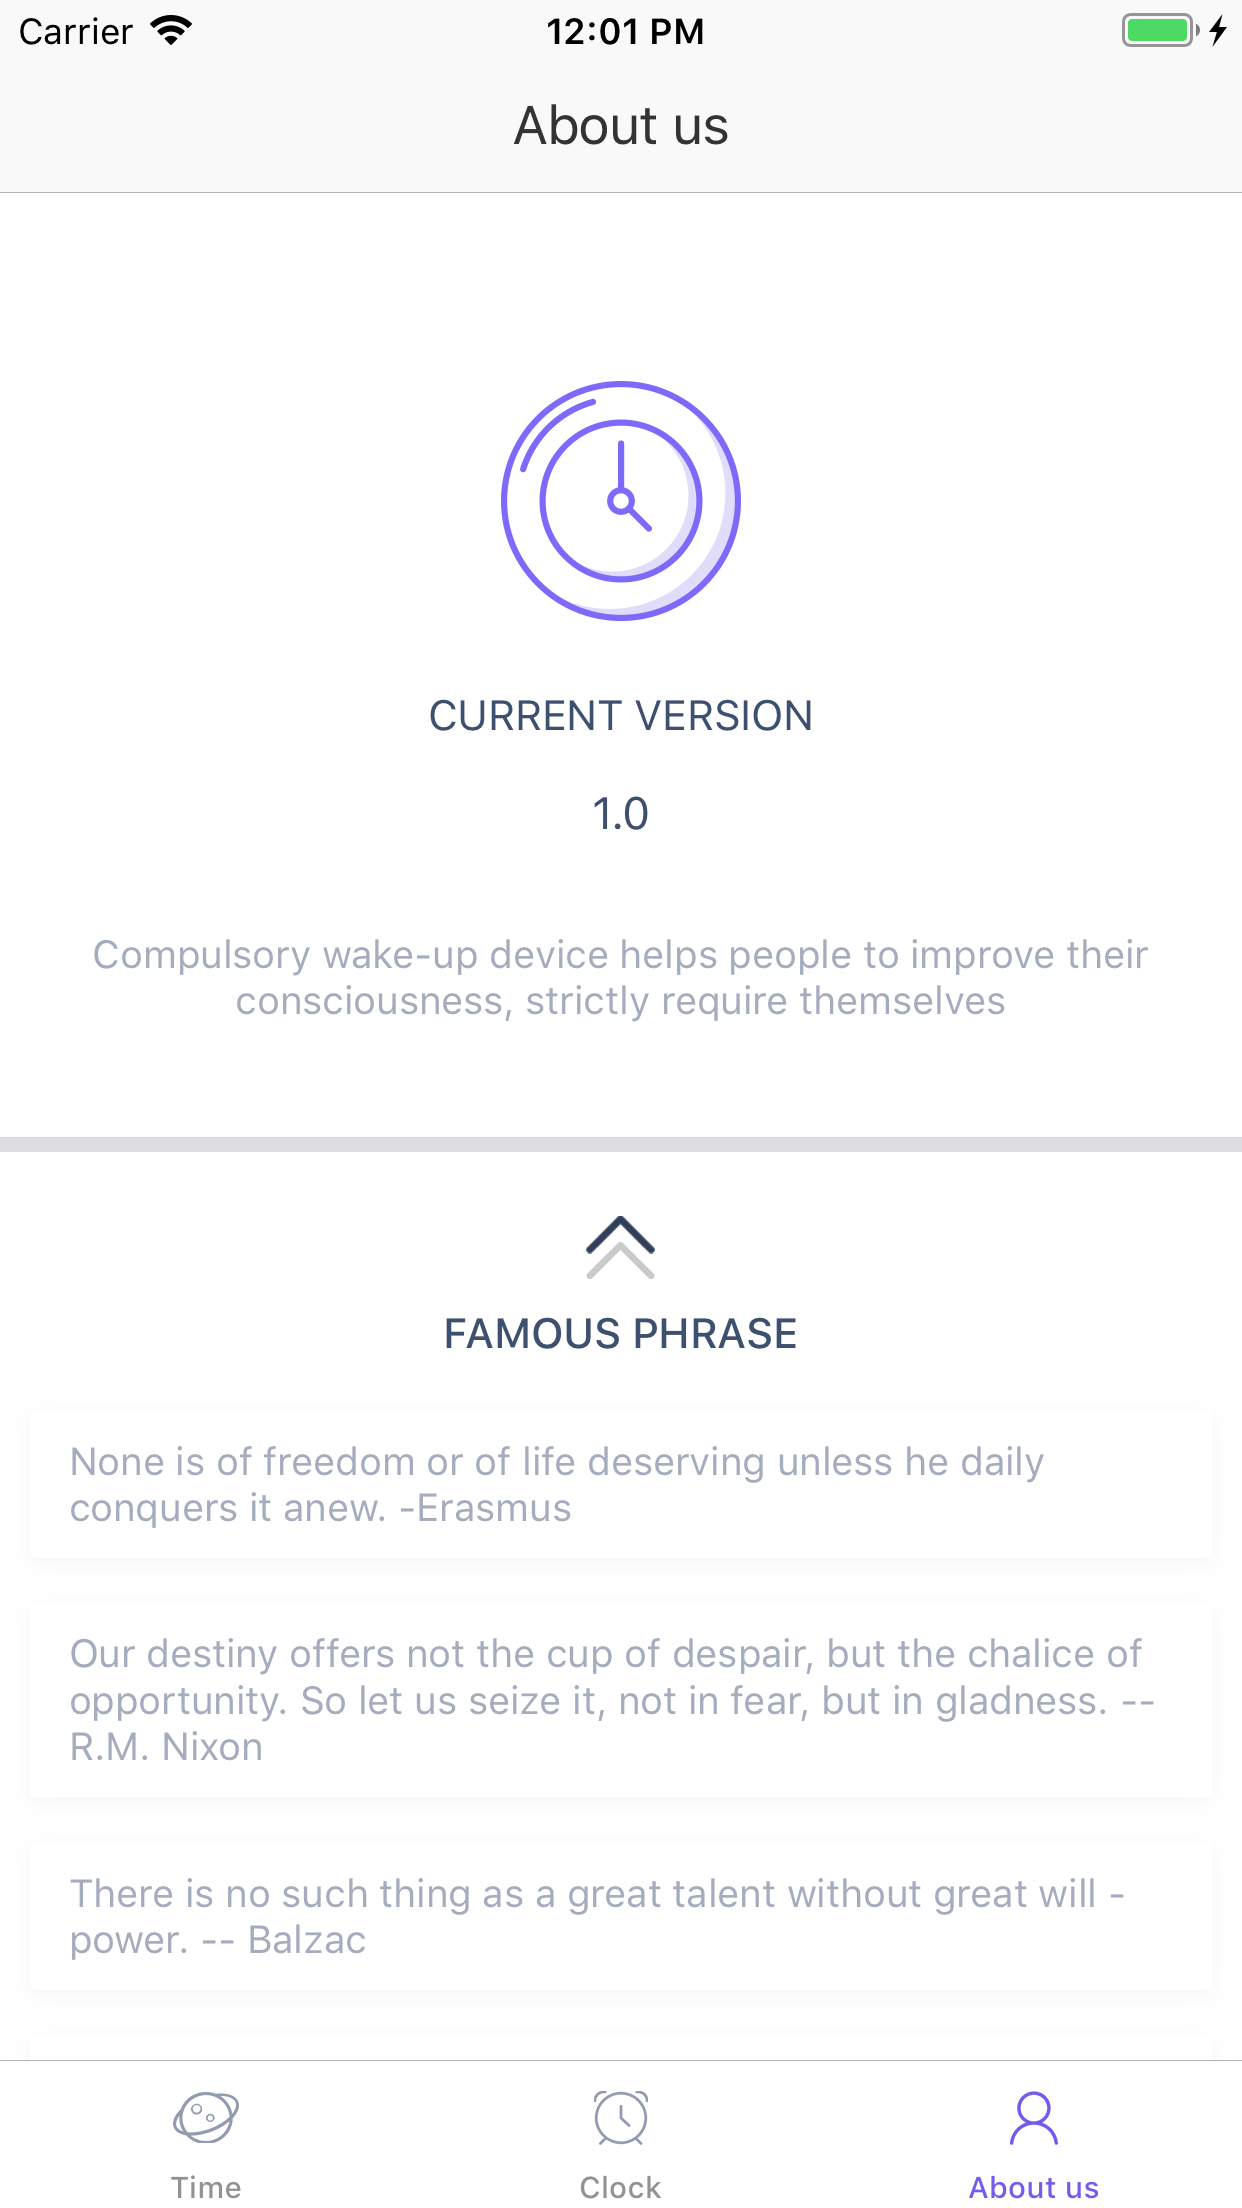 Carrier
12:01 PM
About us
CURRENT VERSION
1.0
Compulsory wake-up device helps people to improve their
consciousness, strictly require themselves
FAMOUS PHRASE
None is of freedom or of life deserving unless he daily
conquers it anew. -Erasmus
Our destiny offers not the cup of despair, but the chalice of
opportunity. So let us seize it, not in fear, but in gladness. --
R.M. Nixon
There is no such thing as a great talent without great will -
power. -- Balzac
Time
Clock
About us